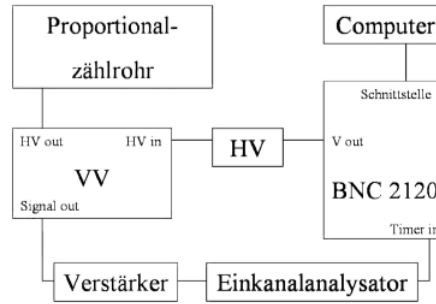 Proportional-
zählrohr
Computer
Schnittstelle
HV out
HV in
VV
Signal out
HV
V out
BNC 2120
Timer in
Verstärker
Einkanalanalysator